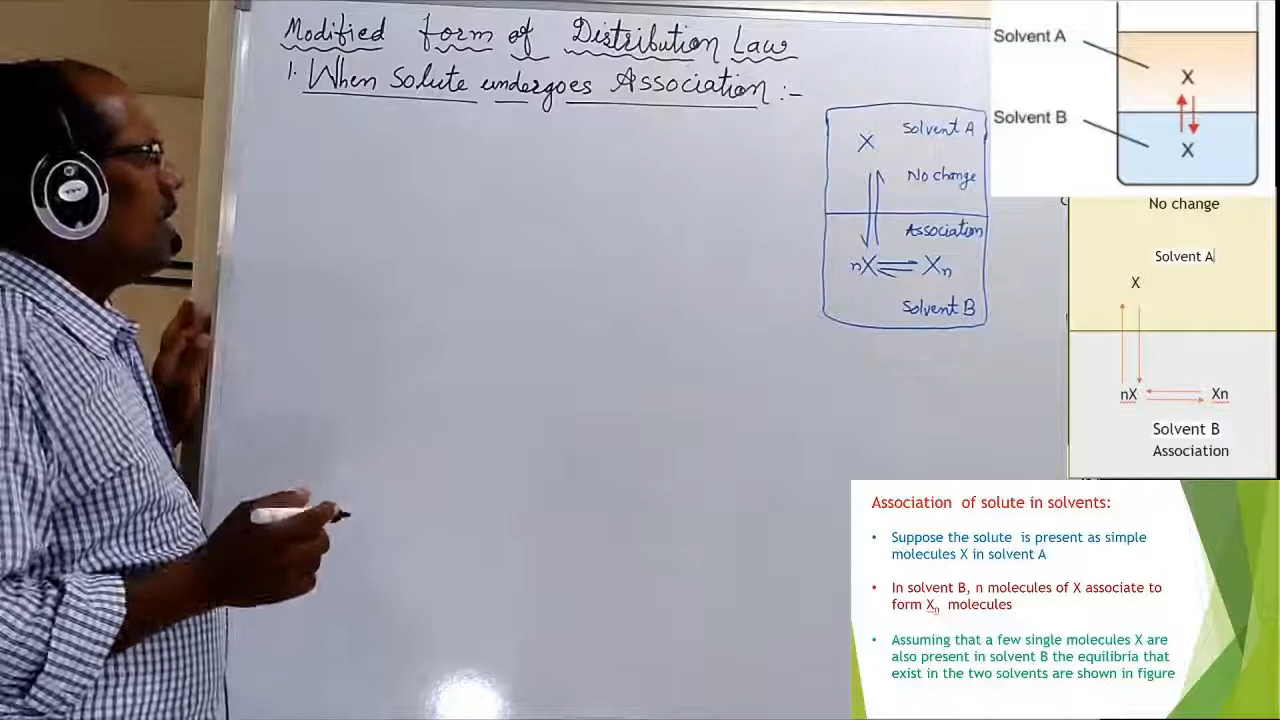 Modified form of Distribution Law
1. When Solute undergoes Association :-
Solvent A
X
No change
Association
nX ⇌ Xn
Solvent B
Solvent A
X
Solvent B
X
No change
Solvent A
X
nX Xn
Solvent B
Association
Association of solute in solvents:
• Suppose the solute is present as simple
molecules X in solvent A
• In solvent B, n molecules of X associate to
form Xn molecules
• Assuming that a few single molecules X are
also present in solvent B the equilibria that
exist in the two solvents are shown in figure